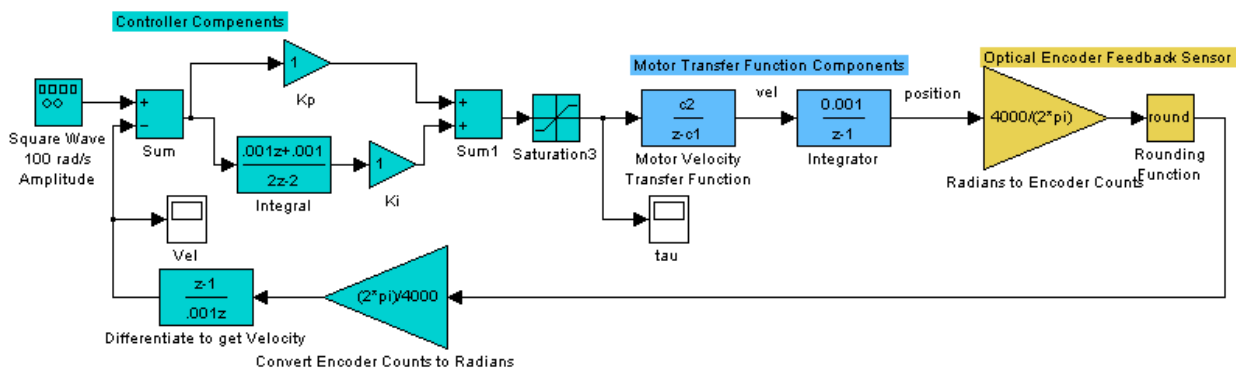 Controller Compenents
Motor Transfer Function Components
Optical Encoder Feedback Sensor
Square Wave
100 rad/s
Amplitude
+
−
Sum
1
Kp
.001z+.001
2z-2
Integral
1
Ki
+
+
Sum1
Saturation3
c2
z-c1
Motor Velocity
Transfer Function
vel
0.001
z-1
Integrator
position
4000/(2*pi)
Radians to Encoder Counts
round
Rounding
Function
Vel
tau
z-1
.001z
Differentiate to get Velocity
(2*pi)/4000
Convert Encoder Counts to Radians